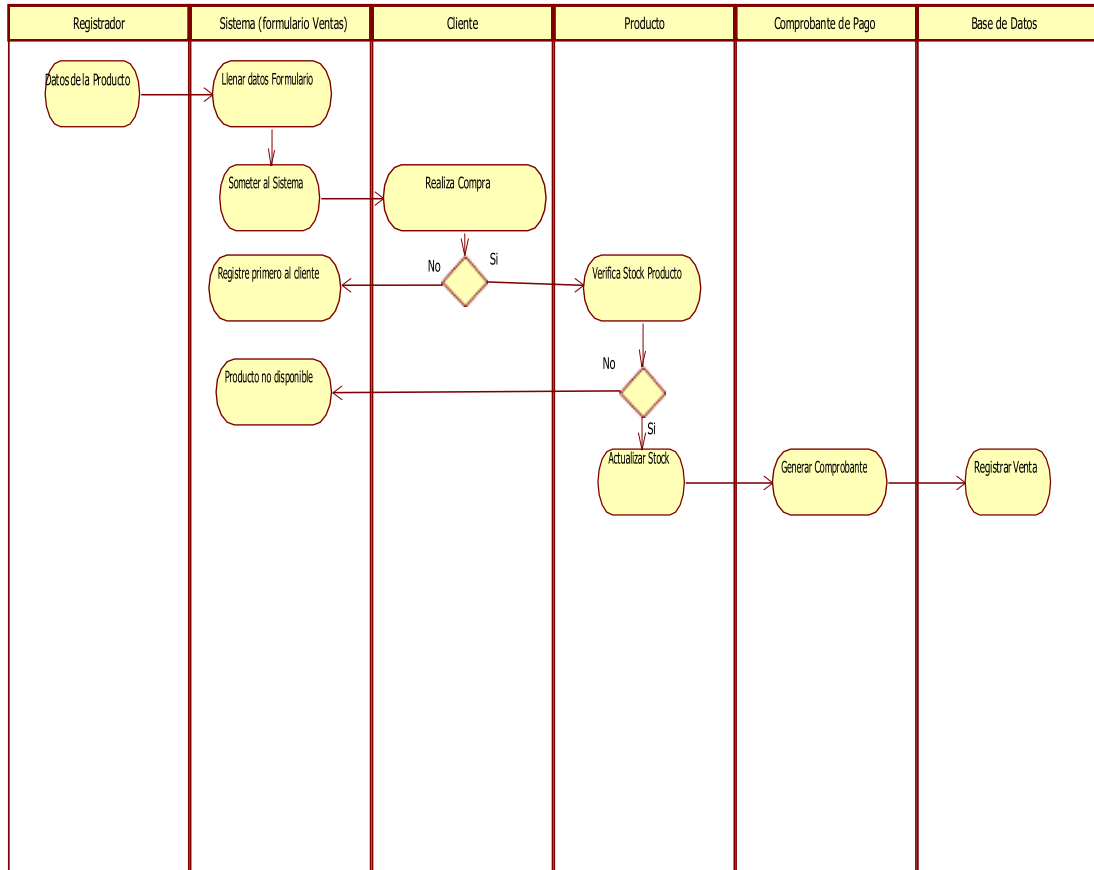 Registrador
Sistema (formulario Ventas)
Cliente
Producto
Comprobante de Pago
Base de Datos
Datos de la Producto
Llenar datos Formulario
Someter al Sistema
Realiza Compra
Registre primero al cliente
No
Si
Verifica Stock Producto
Producto no disponible
No
Si
Actualizar Stock
Generar Comprobante
Registrar Venta